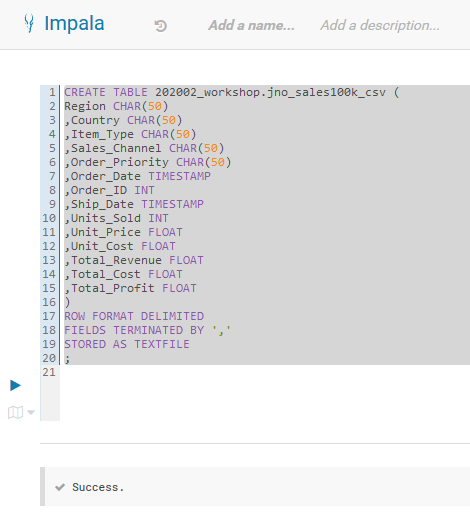 Impala
Add a name...
Add a description...
1 CREATE TABLE 202002_workshop.jno_sales100k_csv (
2 Region CHAR(50)
3 ,Country CHAR(50)
4 ,Item_Type CHAR(50)
5 ,Sales_Channel CHAR(50)
6 ,Order_Priority CHAR(50)
7 ,Order_Date TIMESTAMP
8 ,Order_ID INT
9 ,Ship_Date TIMESTAMP
10 ,Units_Sold INT
11 ,Unit_Price FLOAT
12 ,Unit_Cost FLOAT
13 ,Total_Revenue FLOAT
14 ,Total_Cost FLOAT
15 ,Total_Profit FLOAT
16 )
17 ROW FORMAT DELIMITED
18 FIELDS TERMINATED BY ','
19 STORED AS TEXTFILE
20 ;
21
Success.